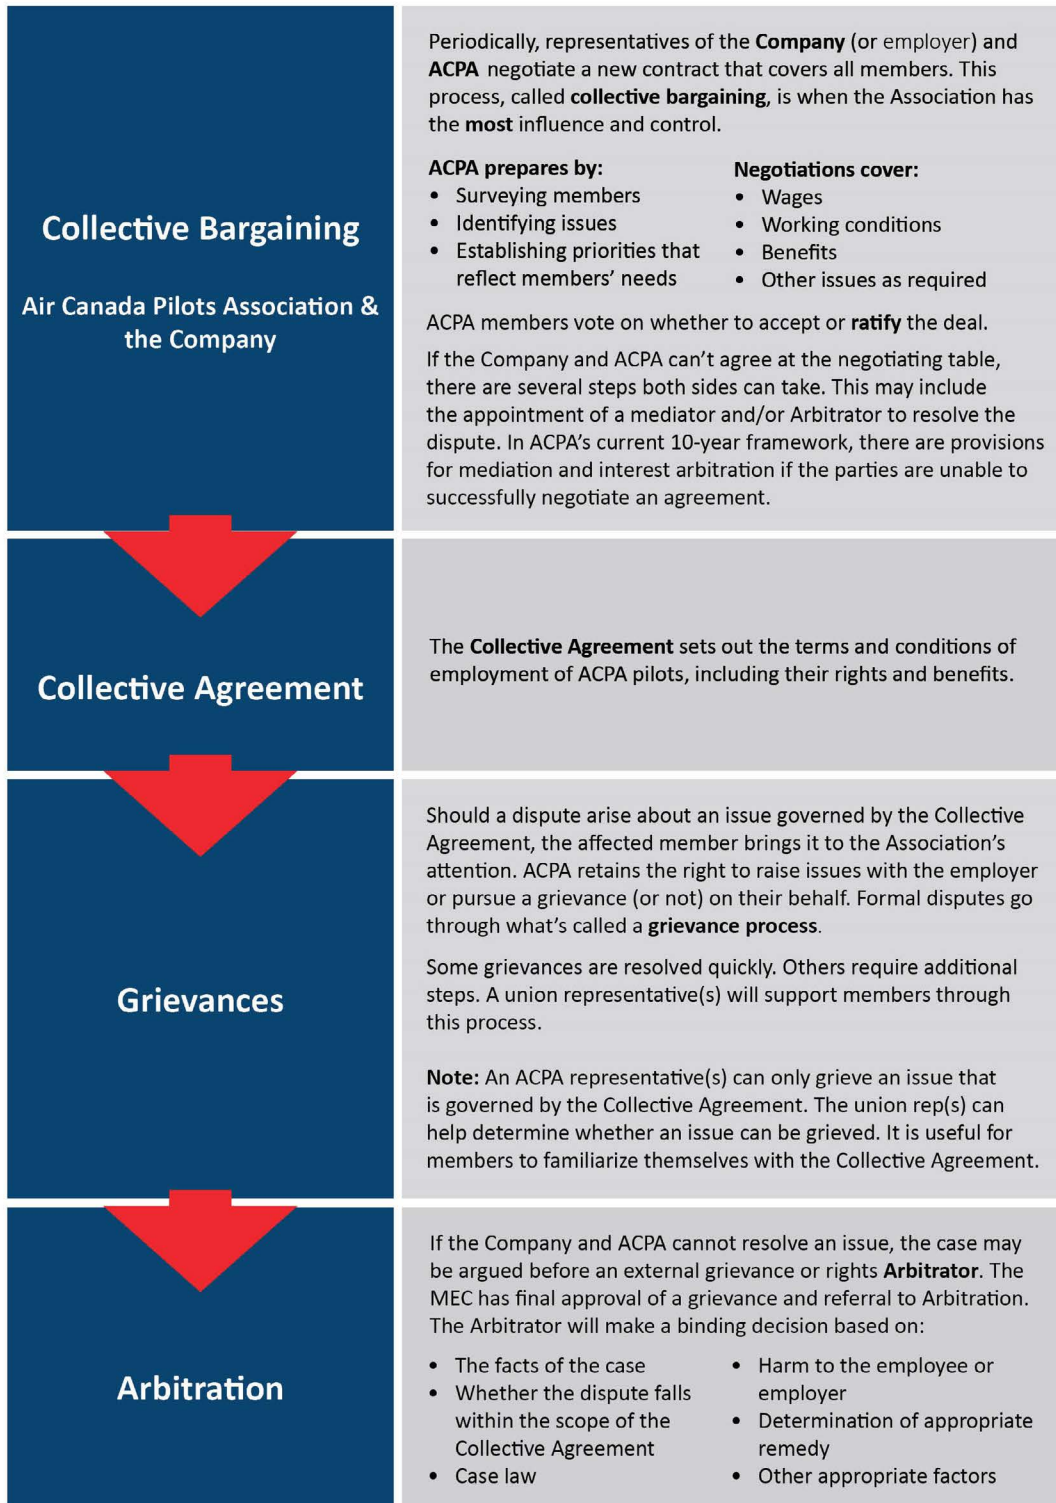 Collective Bargaining
Air Canada Pilots Association &
the Company
Periodically, representatives of the Company (or employer) and
ACPA negotiate a new contract that covers all members. This
process, called collective bargaining, is when the Association has
the most influence and control.
ACPA prepares by:
• Surveying members
• Identifying issues
• Establishing priorities that
reflect members’ needs
Negotiations cover:
• Wages
• Working conditions
• Benefits
• Other issues as required
ACPA members vote on whether to accept or ratify the deal.
If the Company and ACPA can’t agree at the negotiating table,
there are several steps both sides can take. This may include
the appointment of a mediator and/or Arbitrator to resolve the
dispute. In ACPA’s current 10-year framework, there are provisions
for mediation and interest arbitration if the parties are unable to
successfully negotiate an agreement.
Collective Agreement
The Collective Agreement sets out the terms and conditions of
employment of ACPA pilots, including their rights and benefits.
Grievances
Should a dispute arise about an issue governed by the Collective
Agreement, the affected member brings it to the Association’s
attention. ACPA retains the right to raise issues with the employer
or pursue a grievance (or not) on their behalf. Formal disputes go
through what’s called a grievance process.
Some grievances are resolved quickly. Others require additional
steps. A union representative(s) will support members through
this process.
Note: An ACPA representative(s) can only grieve an issue that
is governed by the Collective Agreement. The union rep(s) can
help determine whether an issue can be grieved. It is useful for
members to familiarize themselves with the Collective Agreement.
Arbitration
If the Company and ACPA cannot resolve an issue, the case may
be argued before an external grievance or rights Arbitrator. The
MEC has final approval of a grievance and referral to Arbitration.
The Arbitrator will make a binding decision based on:
• The facts of the case
• Whether the dispute falls
within the scope of the
Collective Agreement
• Case law
• Harm to the employee or
employer
• Determination of appropriate
remedy
• Other appropriate factors